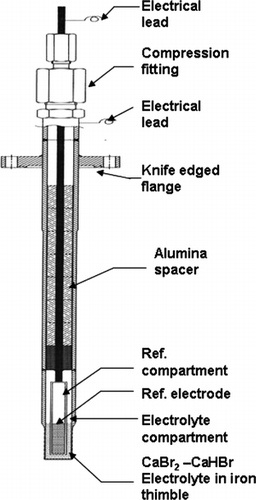 Electrical
lead
Compression
fitting
Electrical
lead
Knife edged
flange
Alumina
spacer
Ref.
compartment
Ref. electrode
Electrolyte
compartment
CaBr₂ –CaHBr
Electrolyte in iron
thimble